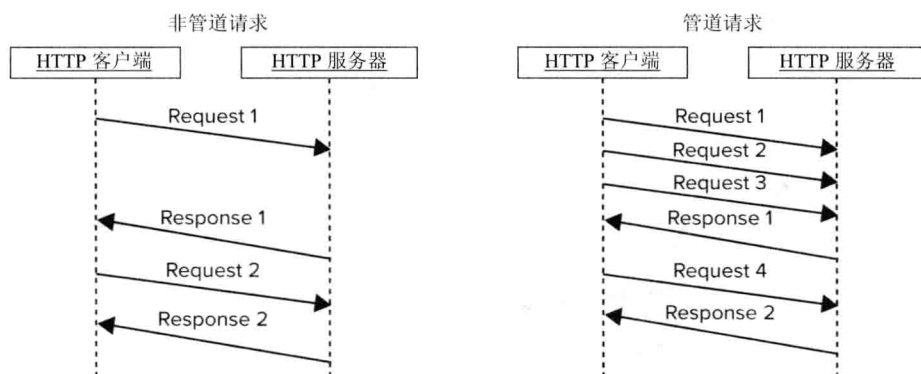 非管道请求
HTTP 客户端
HTTP 服务器
Request 1
Response 1
Request 2
Response 2
管道请求
HTTP 客户端
HTTP 服务器
Request 1
Request 2
Request 3
Response 1
Request 4
Response 2